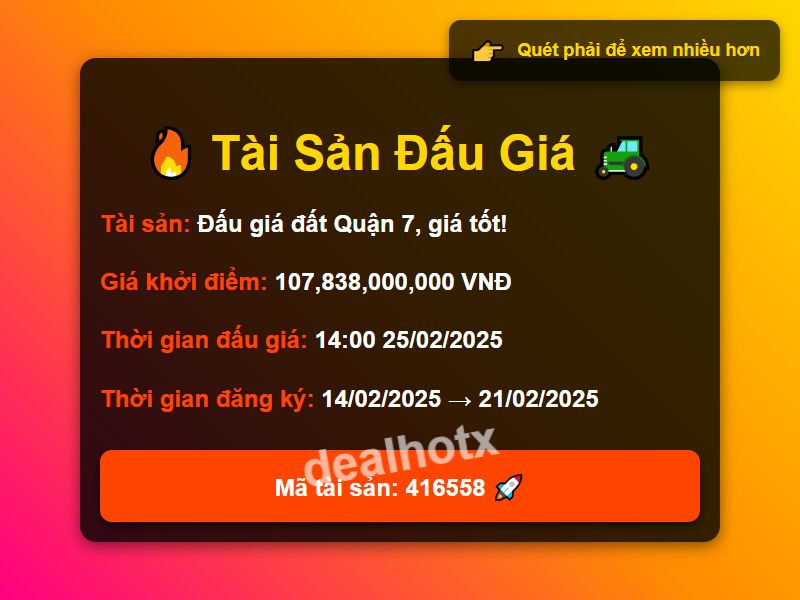 Quét phải để xem nhiều hơn
Tài Sản Đấu Giá
Tài sản: Đấu giá đất Quận 7, giá tốt!
Giá khởi điểm: 107,838,000,000 VNĐ
Thời gian đấu giá: 14:00 25/02/2025
Thời gian đăng ký: 14/02/2025 → 21/02/2025
dealhotx
Mã tài sản: 416558